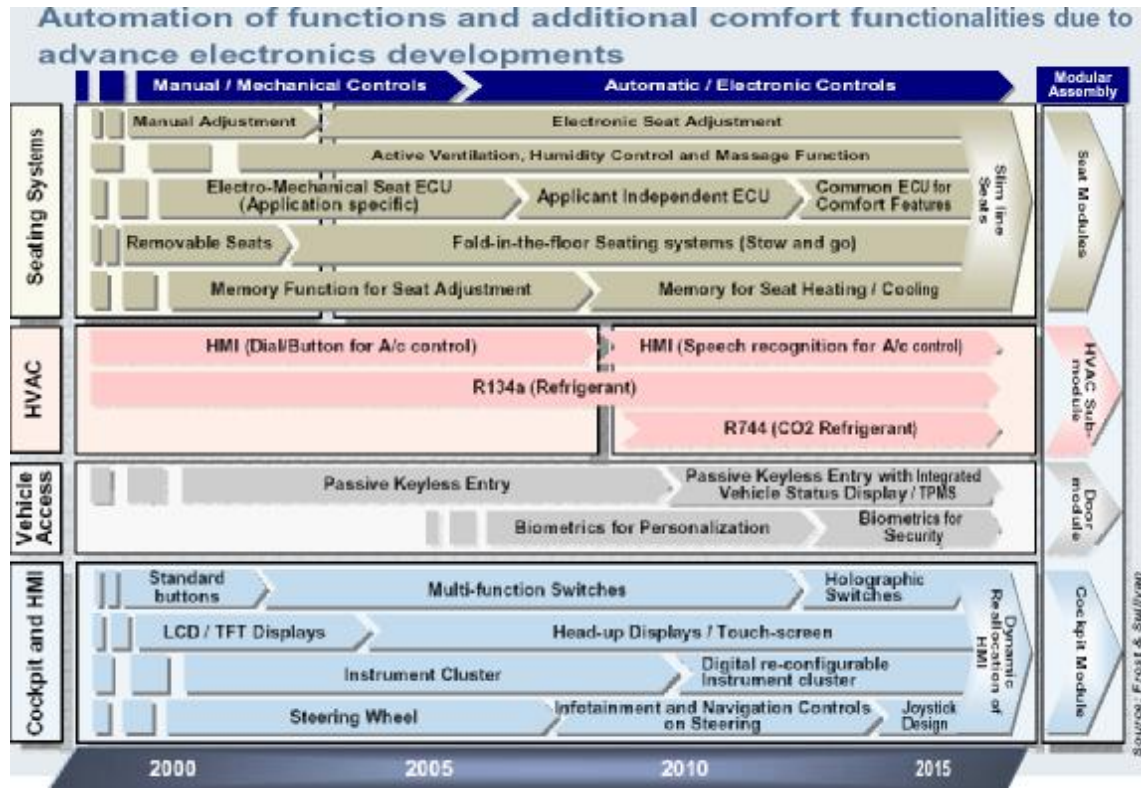 Automation of functions and additional comfort functionalities due to
advance electronics developments
Manual / Mechanical Controls
Automatic / Electronic Controls
Modular
Assembly
Seating Systems
Manual Adjustment
Electronic Seat Adjustment
Active Ventilation, Humidity Control and Massage Function
Electro-Mechanical Seat ECU
(Application specific)
Applicant Independent ECU
Common ECU for
Comfort Features
Removable Seats
Fold-in-the-floor Seating systems (Stow and go)
Memory Function for Seat Adjustment
Memory for Seat Heating / Cooling
Slim line
Seats
Seat Modules
HVAC
HMI (Dial/Button for A/c control)
HMI (Speech recognition for A/c control)
R134a (Refrigerant)
R744 (CO2 Refrigerant)
HVAC Sub-
module
Vehicle
Access
Passive Keyless Entry
Passive Keyless Entry with Integrated
Vehicle Status Display / TPMS
Biometrics for Personalization
Biometrics for
Security
Door
module
Cockpit and HMI
Standard
buttons
Multi-function Switches
Holographic
Switches
LCD / TFT Displays
Head-up Displays / Touch-screen
Instrument Cluster
Digital re-configurable
Instrument cluster
Steering Wheel
Infotainment and Navigation Controls
on Steering
Joystick
Design
Dynamic
Reallocation of
HMI
Cockpit Module
Source: Frost & Sullivan
2000
2005
2010
2015